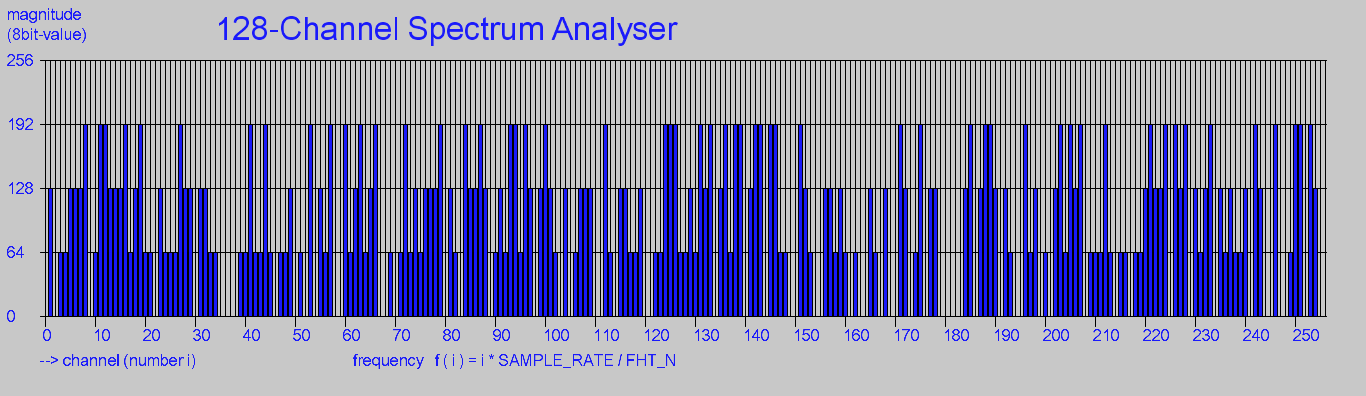 magnitude
(8bit-value)
128-Channel Spectrum Analyser
256
192
128
64
0
0 10 20 30 40 50 60 70 80 90 100 110 120 130 140 150 160 170 180 190 200 210 220 230 240 250
--> channel (number i) frequency f ( i ) = i * SAMPLE_RATE / FHT_N